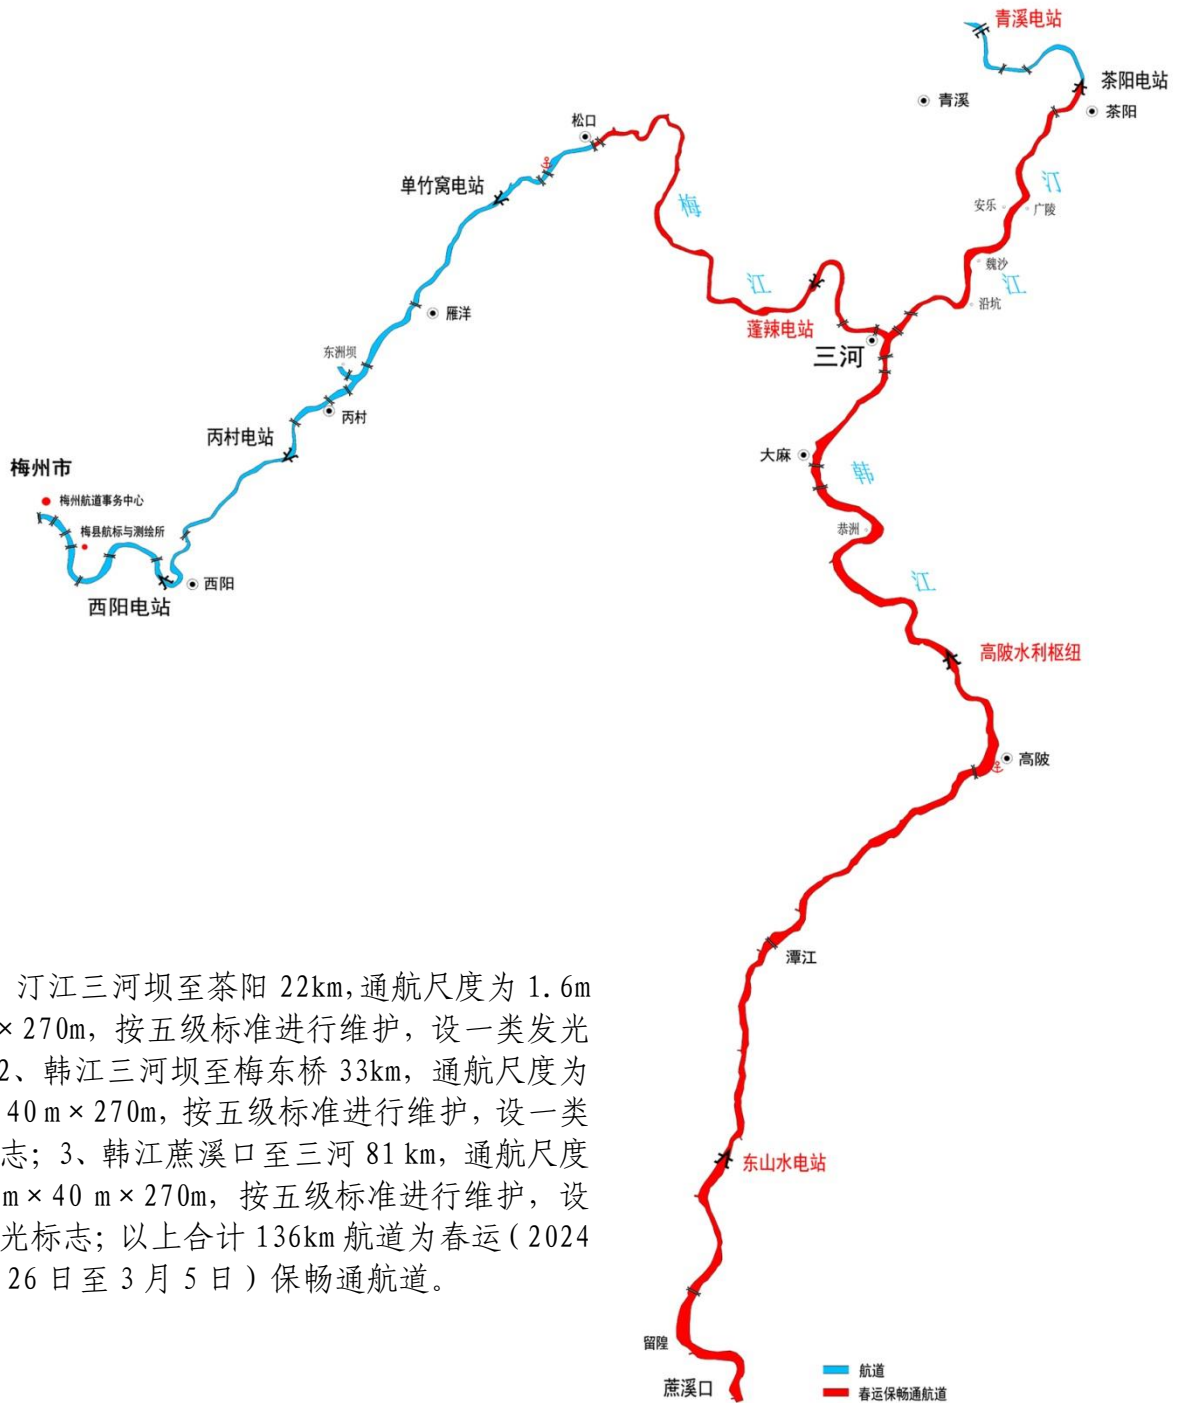 青溪电站
茶阳电站
青溪
茶阳
松口
单竹窝电站
梅
汀
安乐
广陵
魏沙
江
江
沿坑
雁洋
蓬辣电站
三河
东洲坝
丙村
丙村电站
大麻
韩
梅州市
梅州航道事务中心
梅县航标与测绘所
恭洲
西阳
江
西阳电站
高陂水利枢纽
高陂
潭江
汀江三河坝至茶阳 22km,通航尺度为 1.6m
×270m，按五级标准进行维护，设一类发光
2、韩江三河坝至梅东桥 33km，通航尺度为
40m×270m，按五级标准进行维护，设一类
志；3、韩江蔗溪口至三河 81km，通航尺度
m×40 m×270m，按五级标准进行维护，设
光标志；以上合计 136km 航道为春运（2024
26 日至 3 月 5 日）保畅通航道。
东山水电站
留隍
蔗溪口
航道
春运保畅通航道